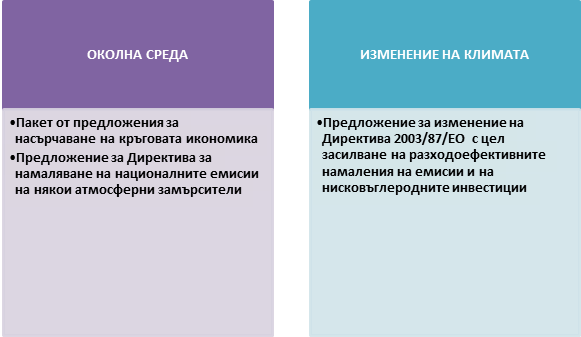 ОКОЛНА СРЕДА
•Пакет от предложения за
насърчаване на кръговата икономика
•Предложение за Директива за
намаляване на националните емисии
на някои атмосферни замърсители
ИЗМЕНЕНИЕ НА КЛИМАТА
•Предложение за изменение на
Директива 2003/87/ЕО с цел
засилване на разходоефективните
намаления на емисии и на
нисковъглеродните инвестиции